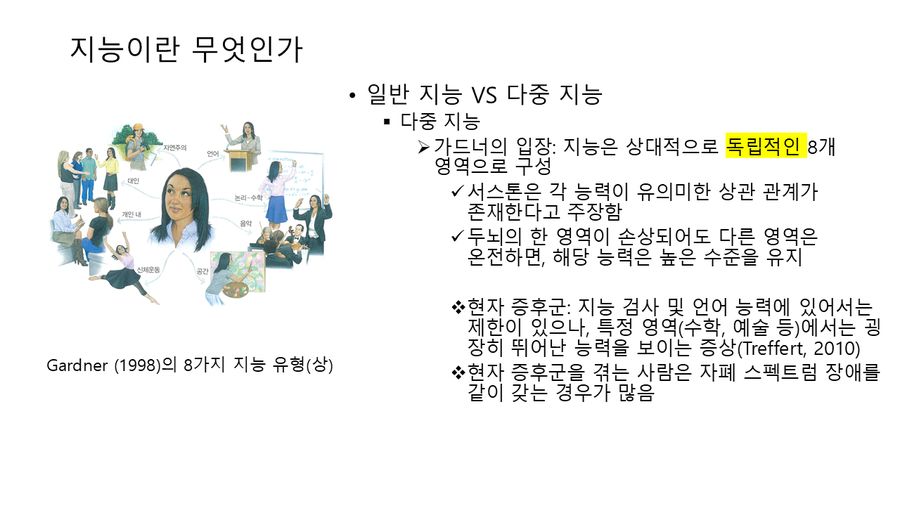 지능이란 무엇인가
• 일반 지능 VS 다중 지능
▪ 다중 지능
➢ 가드너의 입장: 지능은 상대적으로 독립적인 8개
영역으로 구성
✓ 서스톤은 각 능력이 유의미한 상관 관계가
존재한다고 주장함
✓ 두뇌의 한 영역이 손상되어도 다른 영역은
온전하면, 해당 능력은 높은 수준을 유지
❖ 현자 증후군: 지능 검사 및 언어 능력에 있어서는
제한이 있으나, 특정 영역(수학, 예술 등)에서는 굉
장히 뛰어난 능력을 보이는 증상(Treffert, 2010)
❖ 현자 증후군을 겪는 사람은 자폐 스펙트럼 장애를
같이 갖는 경우가 많음
자연주의
언어
대인
논리-수학
개인 내
음악
신체운동
공간
Gardner (1998)의 8가지 지능 유형(상)